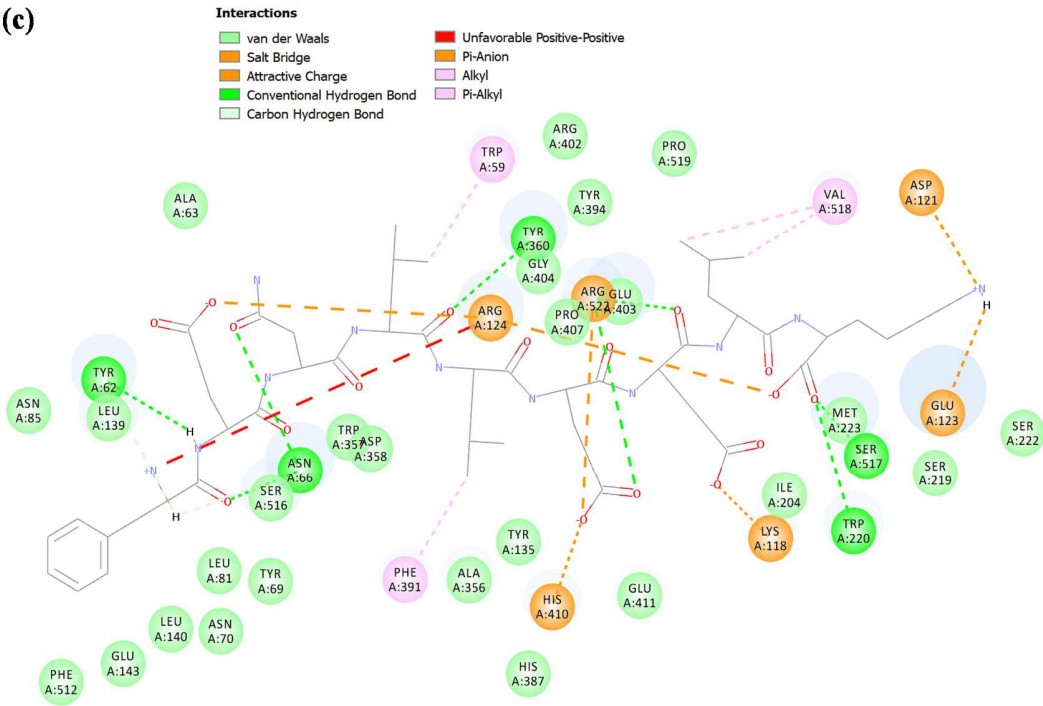 (c)
Interactions
van der Waals
Salt Bridge
Attractive Charge
Conventional Hydrogen Bond
Carbon Hydrogen Bond
Unfavorable Positive-Positive
Pi-Anion
Alkyl
Pi-Alkyl
ARG
A:402
TRP
A:59
PRO
A:519
ASP
A:121
VAL
A:518
ALA
A:63
TYR
A:394
TYR
A:360
GLY
A:404
ARG
A:522
GLU
A:403
PRO
A:407
ARG
A:124
TYR
A:62
LEU
A:139
ASN
A:85
TRP
A:357
ASP
A:358
ASN
A:66
SER
A:516
MET
A:223
GLU
A:123
SER
A:222
SER
A:517
SER
A:219
ILE
A:204
LYS
A:118
TRP
A:220
TYR
A:135
LEU
A:81
TYR
A:69
PHE
A:391
ALA
A:356
HIS
A:410
GLU
A:411
LEU
A:140
ASN
A:70
GLU
A:143
PHE
A:512
HIS
A:387
N
-O
O
O
N
N
O
O
N
+N
H
N
O
O
N
O
N
O
N
O
-O
O
O
N
O
O
-O
N
O
N
-O
O
+N
H
H